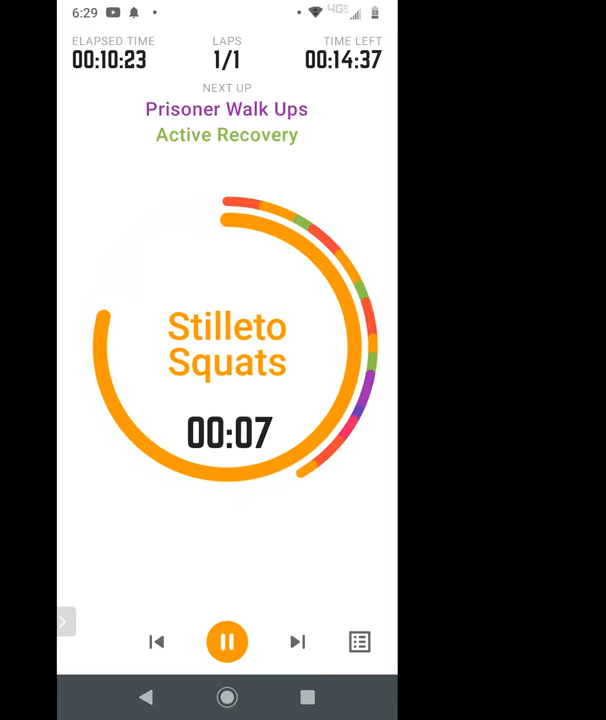 6:29 4G
ELAPSED TIME LAPS TIME LEFT
00:10:23 1/1 00:14:37
NEXT UP
Prisoner Walk Ups
Active Recovery
Stilleto
Squats
00:07